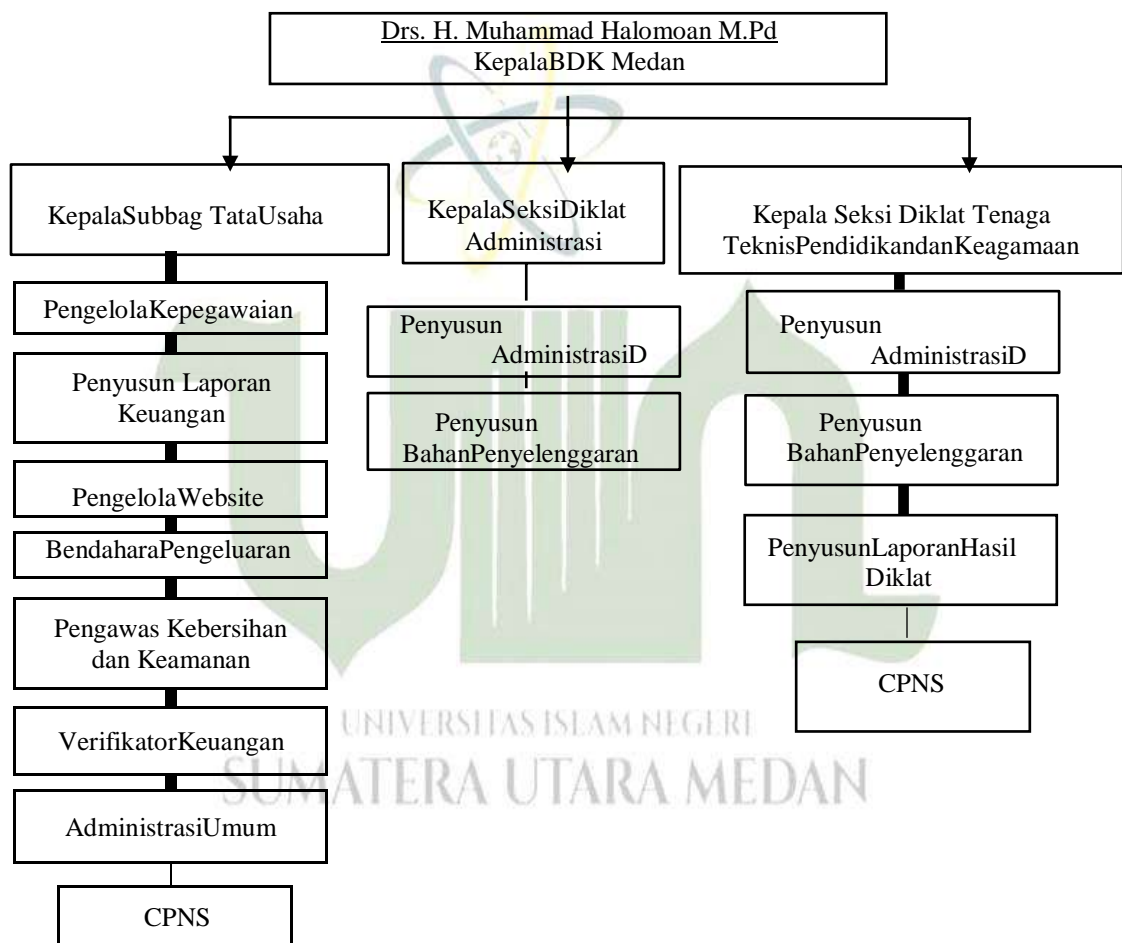 Drs. H. Muhammad Halomoan M.Pd
KepalaBDK Medan
KepalaSubbag TataUsaha
PengelolaKepegawaian
Penyusun Laporan
Keuangan
PengelolaWebsite
BendaharaPengeluaran
Pengawas Kebersihan
dan Keamanan
VerifikatorKeuangan
AdministrasiUmum
CPNS
KepalaSeksiDiklat
Administrasi
Penyusun
AdministrasiD
Penyusun
BahanPenyelenggaran
Kepala Seksi Diklat Tenaga
TeknisPendidikandanKeagamaan
Penyusun
AdministrasiD
Penyusun
BahanPenyelenggaran
PenyusunLaporanHasil
Diklat
CPNS
UNIVERSITAS ISLAM NEGERI
SUMATERA UTARA MEDAN